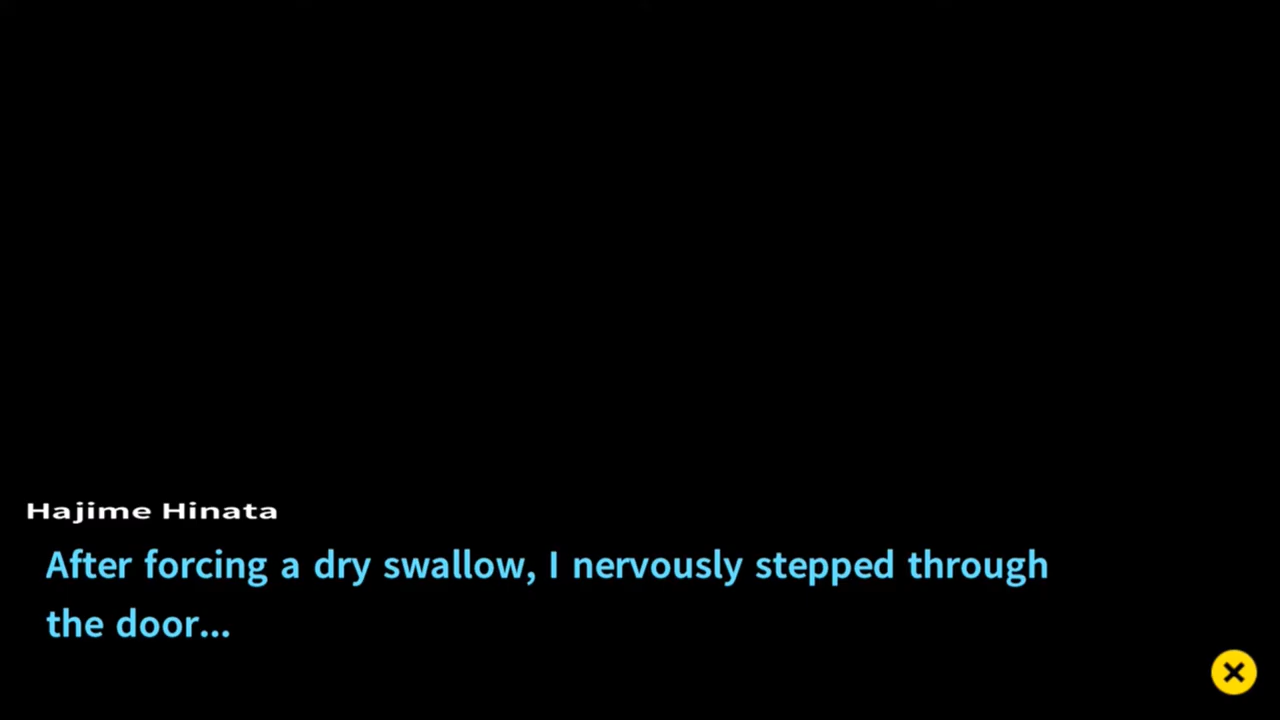 Hajime Hinata
After forcing a dry swallow, I nervously stepped through
the door...